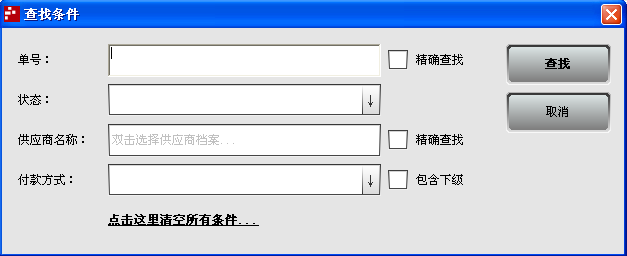 查找条件
单号：
精确查找
查找
状态：
取消
供应商名称：
双击选择供应商档案...
精确查找
付款方式：
包含下级
点击这里清空所有条件...